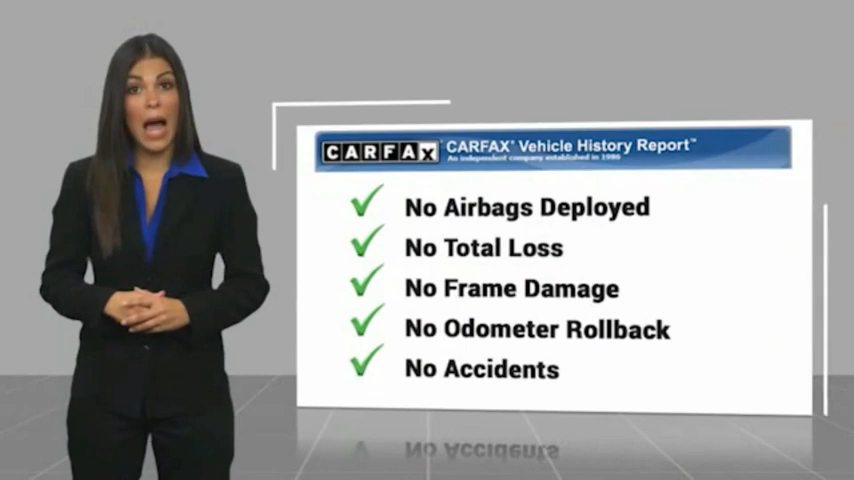 CARFAX
CARFAX® Vehicle History Report™
An independent company established in 1986
No Airbags Deployed
No Total Loss
No Frame Damage
No Odometer Rollback
No Accidents
No Accidents